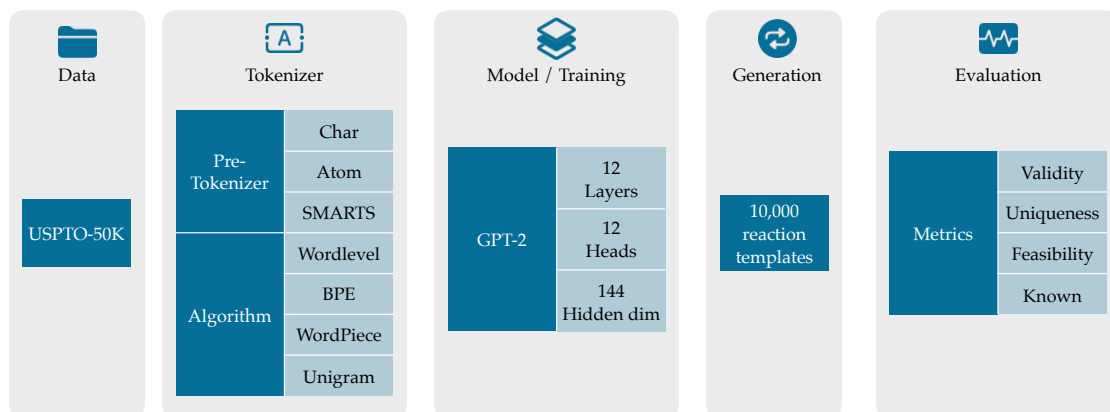 Data
Tokenizer
Model / Training
Generation
Evaluation
USPTO-50K
A
Pre-
Tokenizer
Char
Atom
SMARTS
Algorithm
Wordlevel
BPE
WordPiece
Unigram
GPT-2
12
Layers
12
Heads
144
Hidden dim
10,000
reaction
templates
Metrics
Validity
Uniqueness
Feasibility
Known